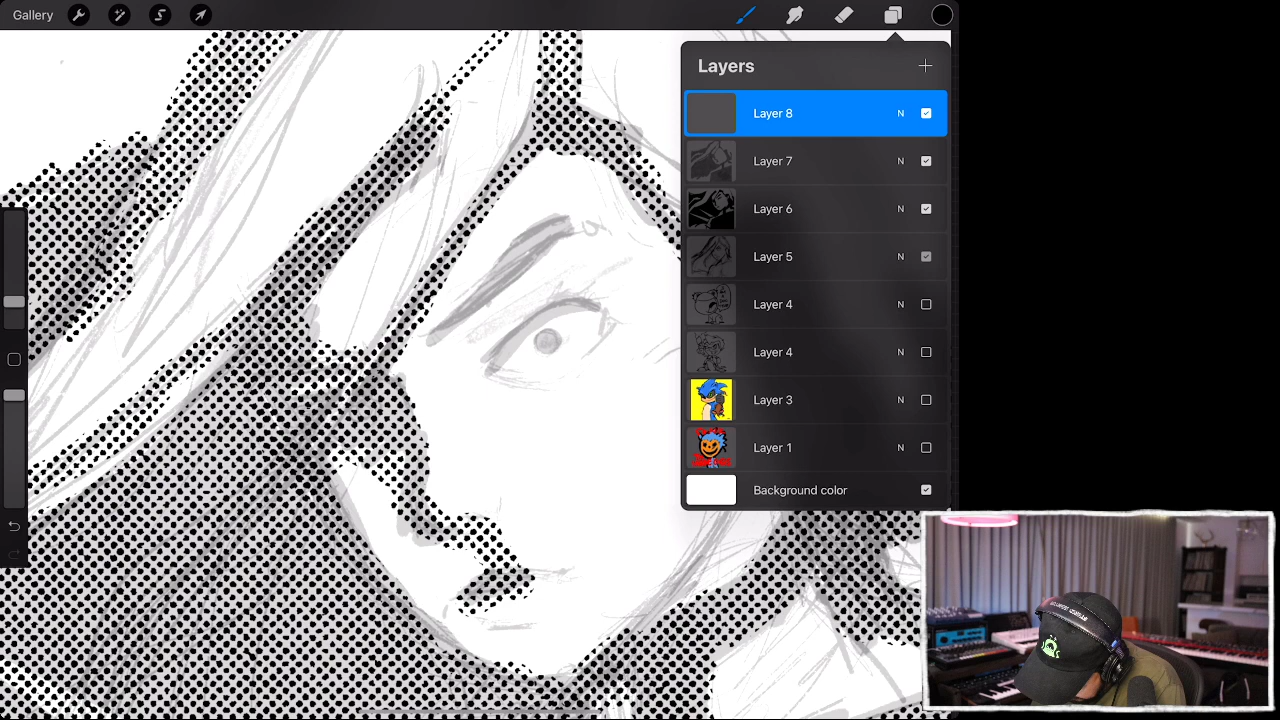 Gallery
Layers
Layer 8 N
Layer 7 N
Layer 6 N
Layer 5 N
Layer 4 N
Layer 4 N
Layer 3 N
Layer 1 N
Background color